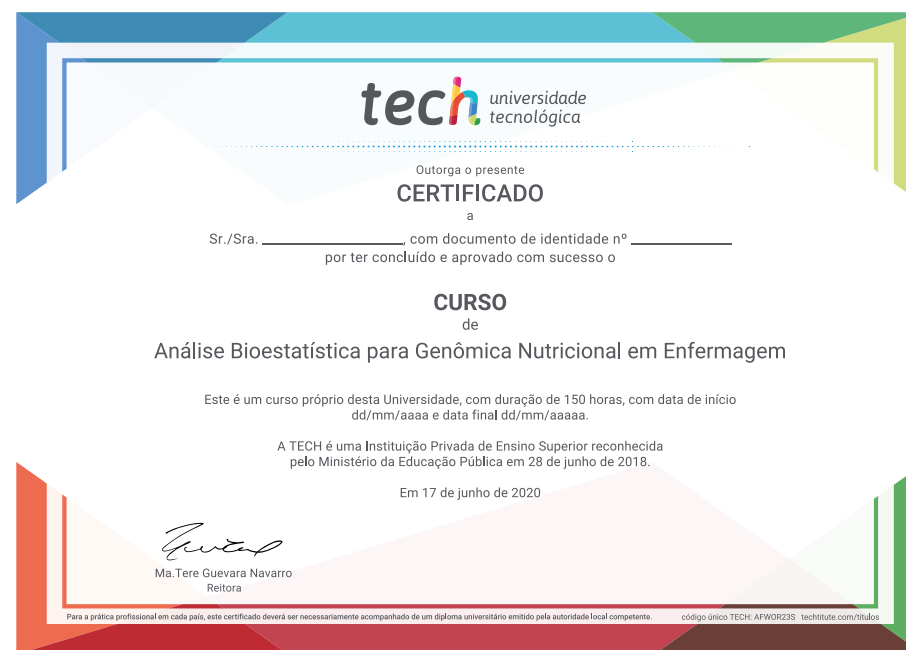 tech universidade
tecnológica
Outorga o presente
CERTIFICADO
a
Sr./Sra. ________________, com documento de identidade nº ____________
por ter concluído e aprovado com sucesso o
CURSO
de
Análise Bioestatística para Genômica Nutricional em Enfermagem
Este é um curso próprio desta Universidade, com duração de 150 horas, com data de início
dd/mm/aaaa e data final dd/mm/aaaaa.
A TECH é uma Instituição Privada de Ensino Superior reconhecida
pelo Ministério da Educação Pública em 28 de junho de 2018.
Em 17 de junho de 2020
Ma.Tere Guevara Navarro
Reitora
Para a prática profissional em cada país, este certificado deverá ser necessariamente acompanhado de um diploma universitário emitido pela autoridade local competente. código único TECH: AFWOR23S techtitute.com/titulos